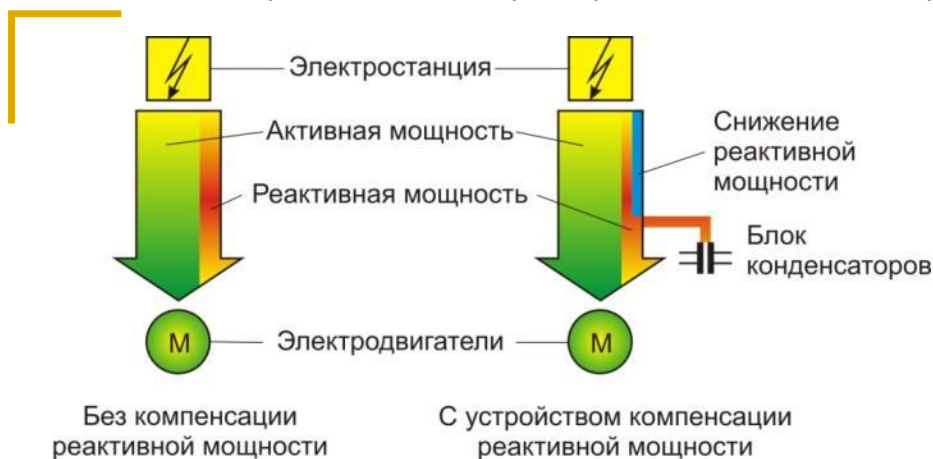 Электростанция
Активная мощность
Реактивная мощность
Снижение
реактивной
мощности
Блок
конденсаторов
М
Электродвигатели
М
Без компенсации
реактивной мощности
С устройством компенсации
реактивной мощности